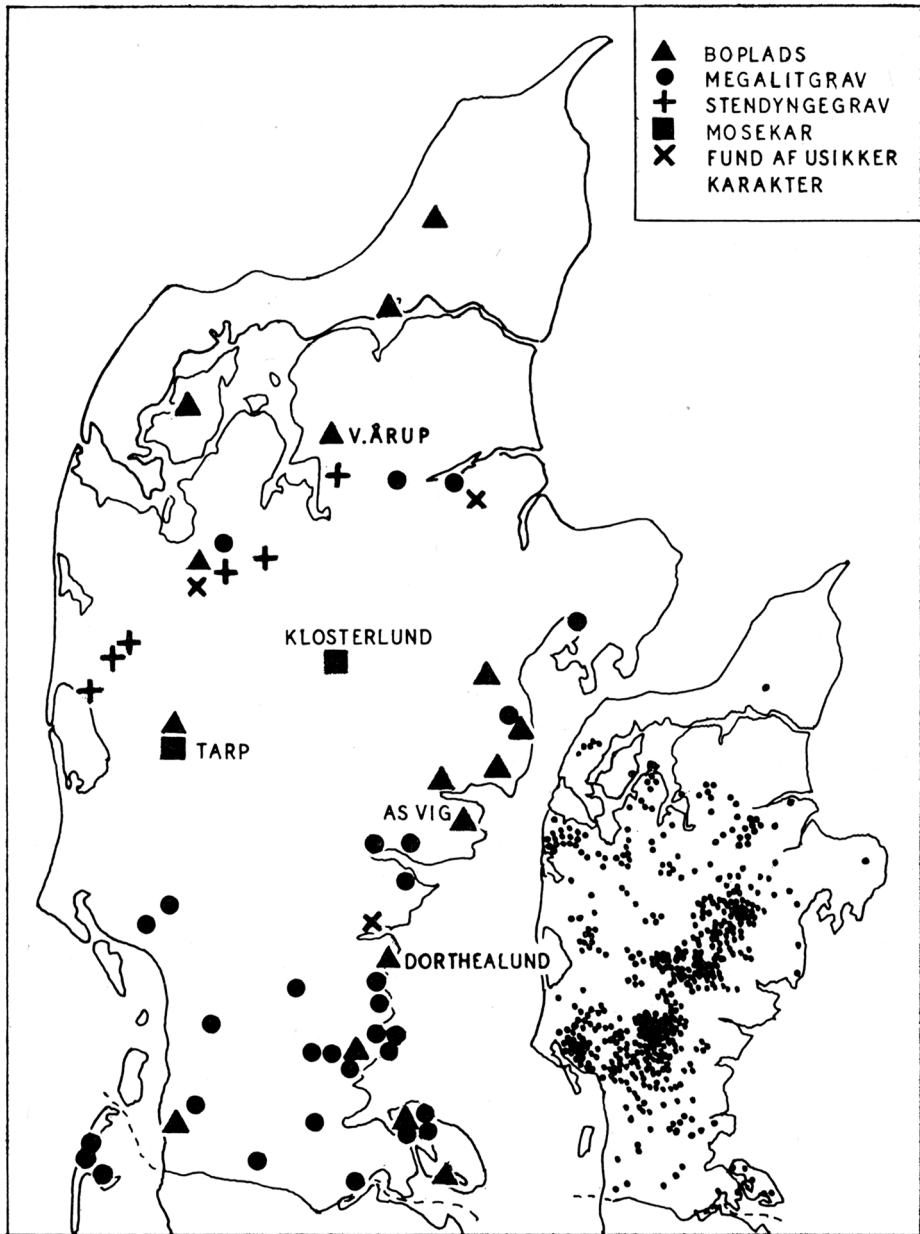 BOPLADS
MEGALITGRAV
STENDYNGEGRAV
MOSEKAR
FUND AF USIKKER
KARAKTER
V. ÅRUP
KLOSTERLUND
TARP
AS VIG
DORTHEALUND